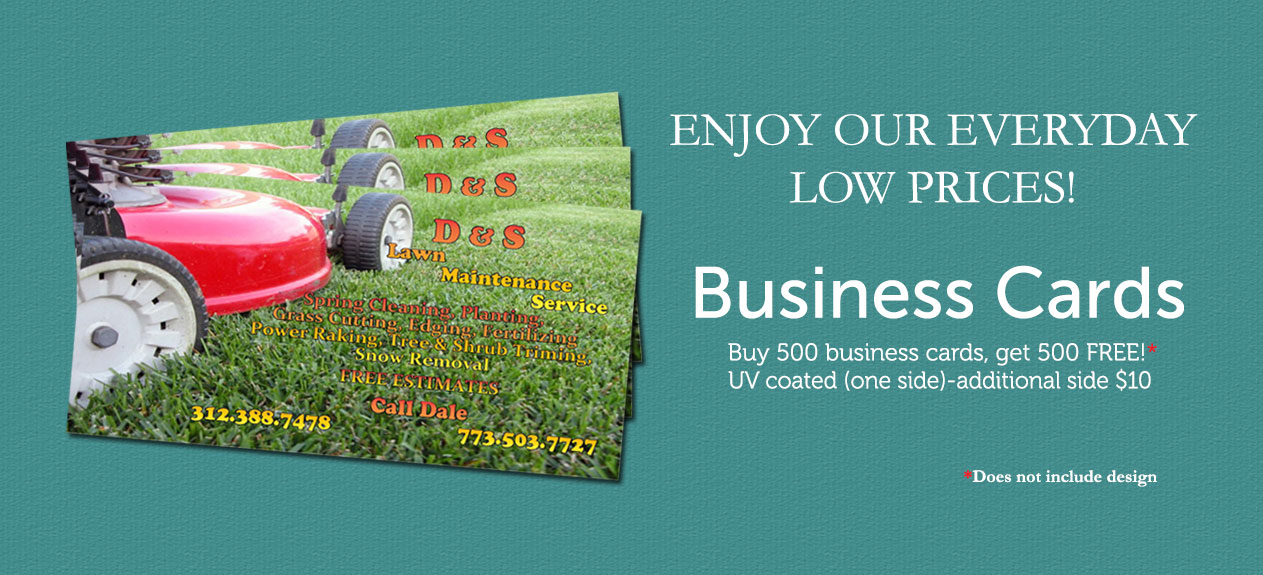 D & S
D & S
D & S
Lawn
Maintenance
Service
Spring Cleaning, Planting,
Grass Cutting, Edging, Fertilizing
Power Raking, Tree & Shrub Triming,
Snow Removal
FREE ESTIMATES
Call Dale
312.388.7478
773.503.7727
ENJOY OUR EVERYDAY
LOW PRICES!
Business Cards
Buy 500 business cards, get 500 FREE!*
UV coated (one side)-additional side $10
*Does not include design